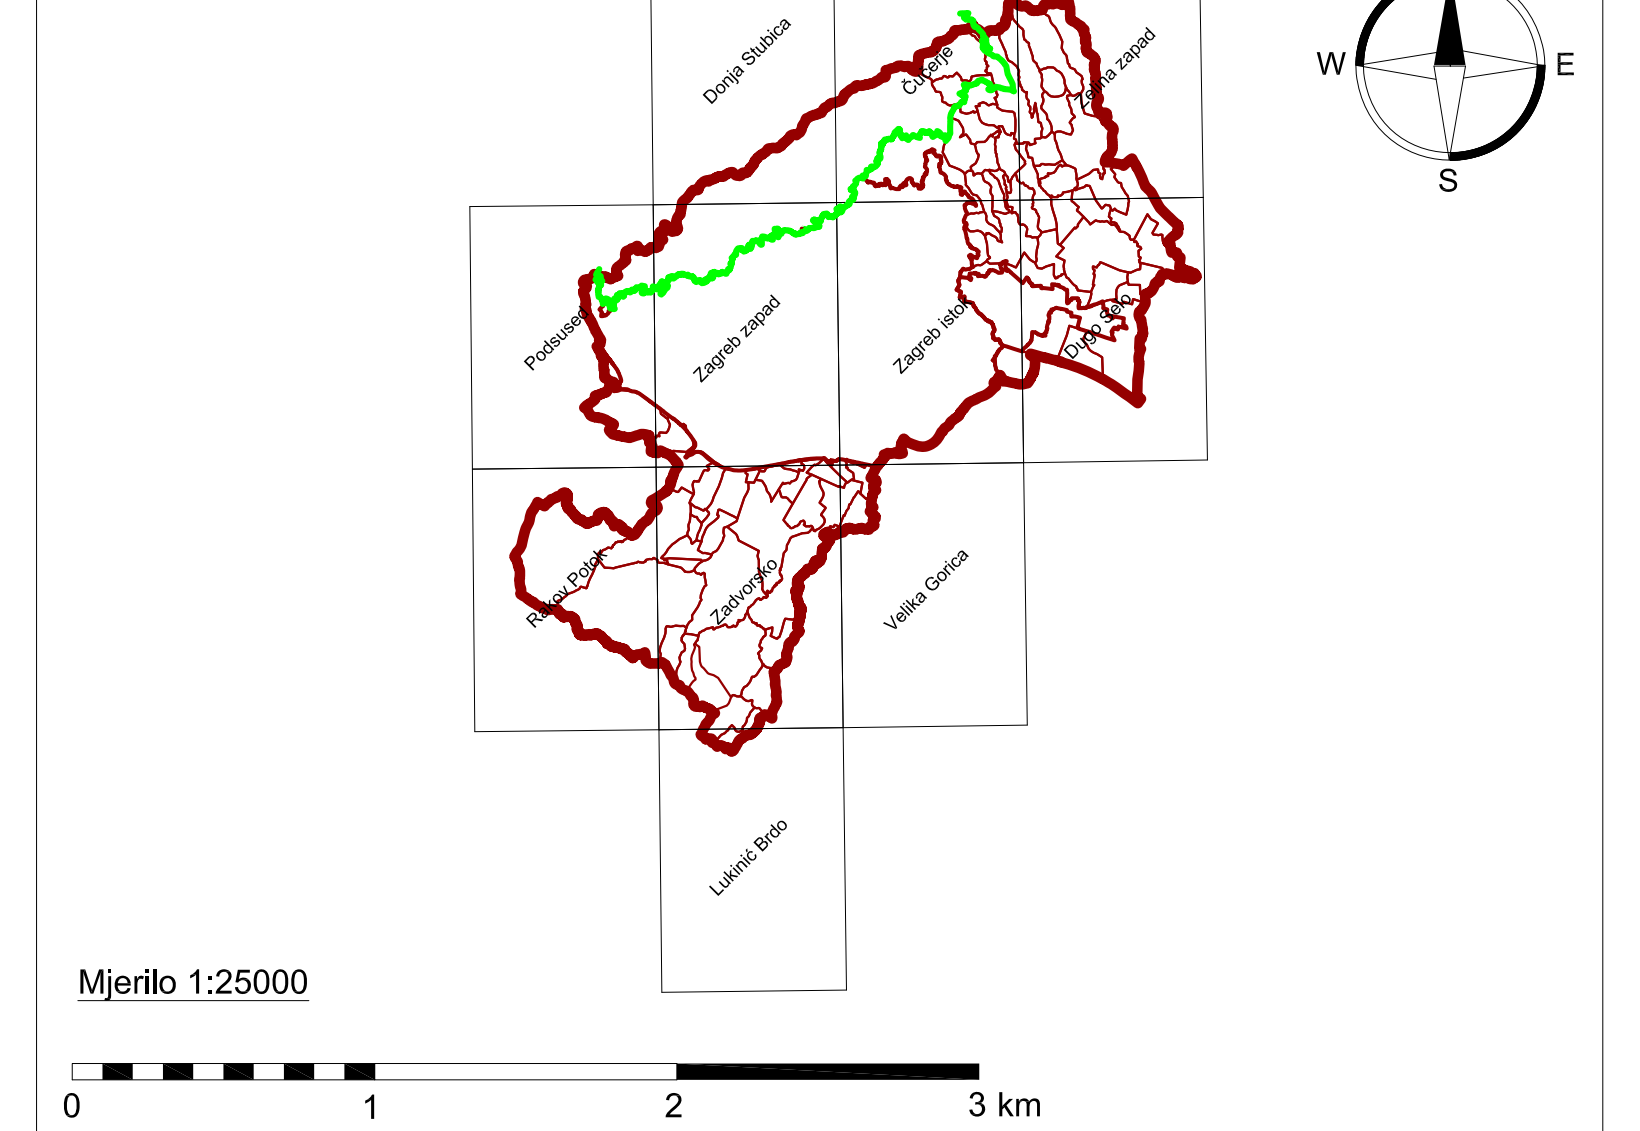 Donja Stubica
Čučerje
Zelina zapad
W
E
S
Podsused
Zagreb zapad
Zagreb istok
Dugo Selo
Rakov Potok
Zadvorsko
Velika Gorica
Lukinić Brdo
Mjerilo 1:25000
0
1
2
3 km